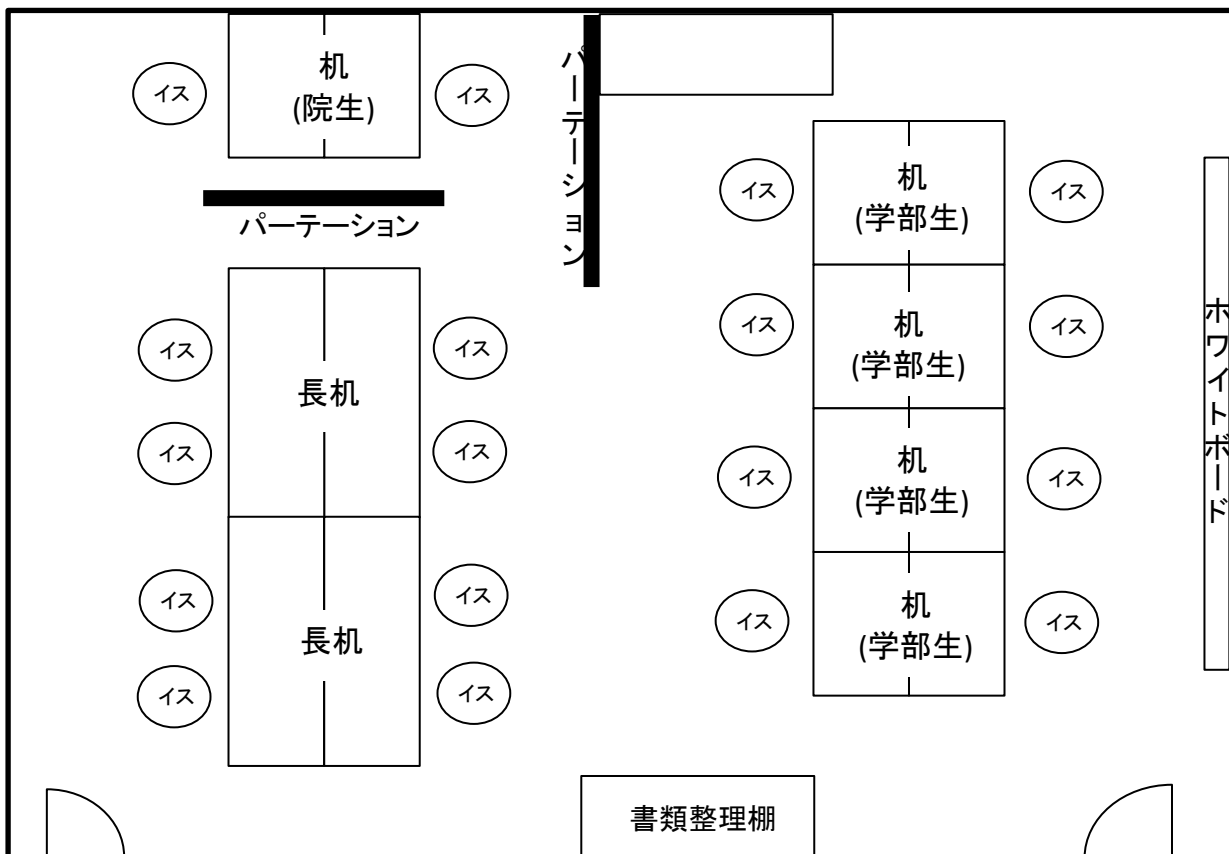 机
(院生)
イス
イス
パーテーション
パーテーション
イス
イス
イス
イス
長机
イス
イス
イス
イス
長机
机
(学部生)
イス
イス
机
(学部生)
イス
イス
机
(学部生)
イス
イス
机
(学部生)
イス
イス
ホワイトボード
書類整理棚